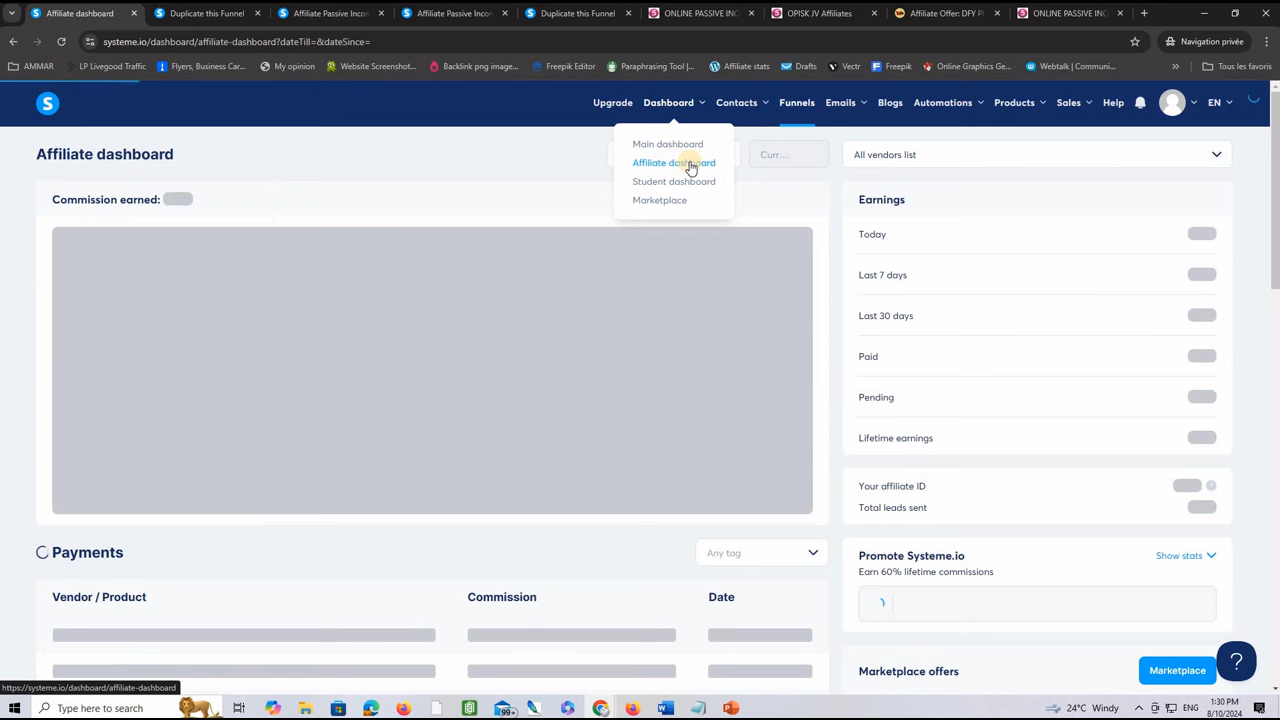 Affiliate dashboard
Duplicate this Funnel
Affiliate Passive Incom
Affiliate Passive Incom
Duplicate this Funnel
ONLINE PASSIVE INC
OPISK JV Affiliates
Affiliate Offer: DFY P
ONLINE PASSIVE INC
systeme.io/dashboard/affiliate-dashboard?dateTill=&dateSince=
Navigation privée
AMMAR
LP Livegood Traffic
Flyers, Business Car...
My opinion
Website Screenshot...
Backlink png image...
Freepik Editor
Paraphrasing Tool |...
Affiliate stats
Drafts
Vectr
Freepik
Online Graphics Ge...
Webtalk | Communi...
Tous les favoris
S
Upgrade
Dashboard
Contacts
Funnels
Emails
Blogs
Automations
Products
Sales
Help
EN
Main dashboard
Affiliate dashboard
Student dashboard
Marketplace
Affiliate dashboard
Curr...
All vendors list
Commission earned:
Earnings
Today
Last 7 days
Last 30 days
Paid
Pending
Lifetime earnings
Your affiliate ID
Total leads sent
Payments
Any tag
Promote Systeme.io
Show stats
Earn 60% lifetime commissions
Vendor / Product
Commission
Date
Marketplace offers
Marketplace
?
https://systeme.io/dashboard/affiliate-dashboard
Type here to search
99+
24°C Windy
ENG
1:30 PM
8/10/2024